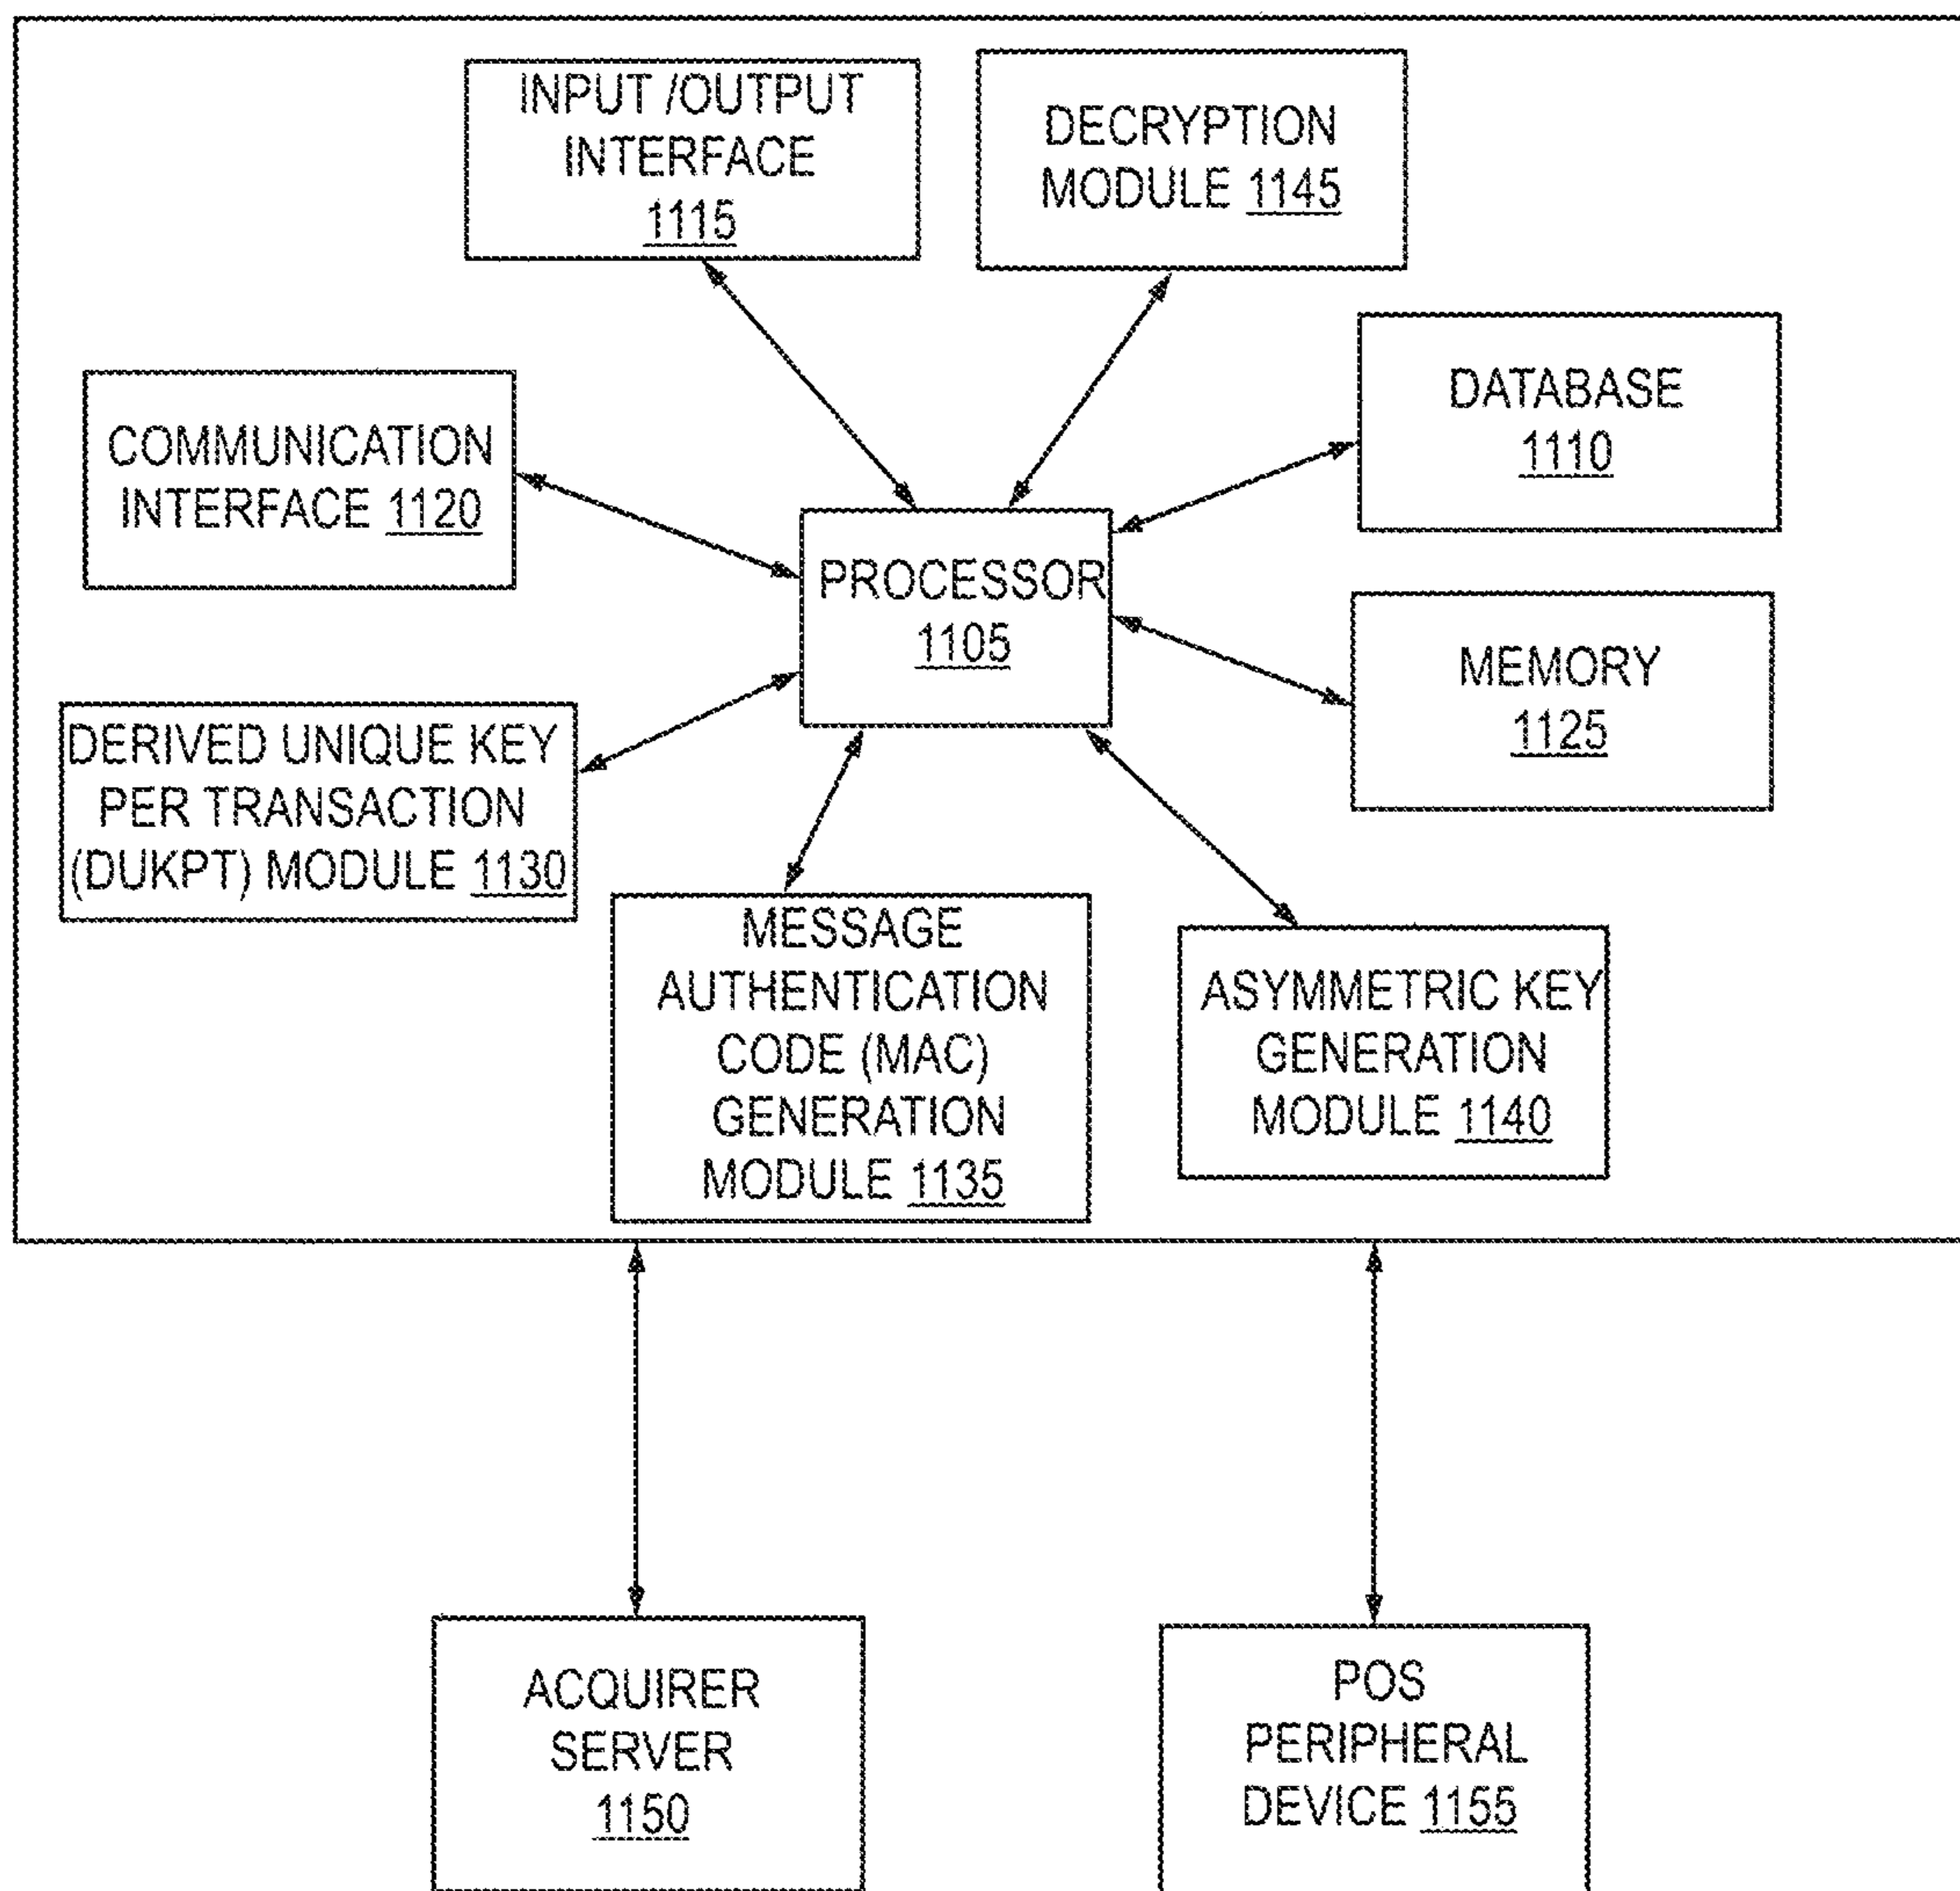 INPUT /OUTPUT
INTERFACE
1115
DECRYPTION
MODULE 1145
DATABASE
1110
COMMUNICATION
INTERFACE 1120
PROCESSOR
1105
MEMORY
1125
DERIVED UNIQUE KEY
PER TRANSACTION
(DUKPT) MODULE 1130
MESSAGE
AUTHENTICATION
CODE (MAC)
GENERATION
MODULE 1135
ASYMMETRIC KEY
GENERATION
MODULE 1140
ACQUIRER
SERVER
1150
POS
PERIPHERAL
DEVICE 1155